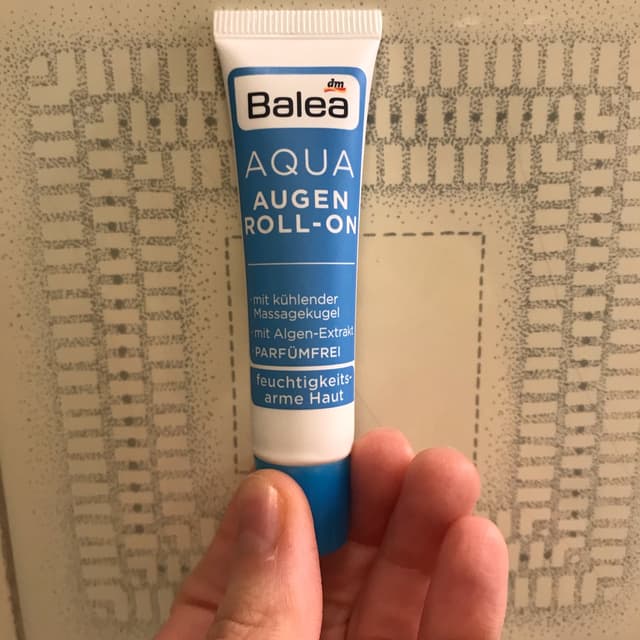 dm
Balea
AQUA
AUGEN
ROLL-ON
· mit kühlender
Massagekugel
· mit Algen-Extrakt
· PARFÜMFREI
feuchtigkeits-
arme Haut